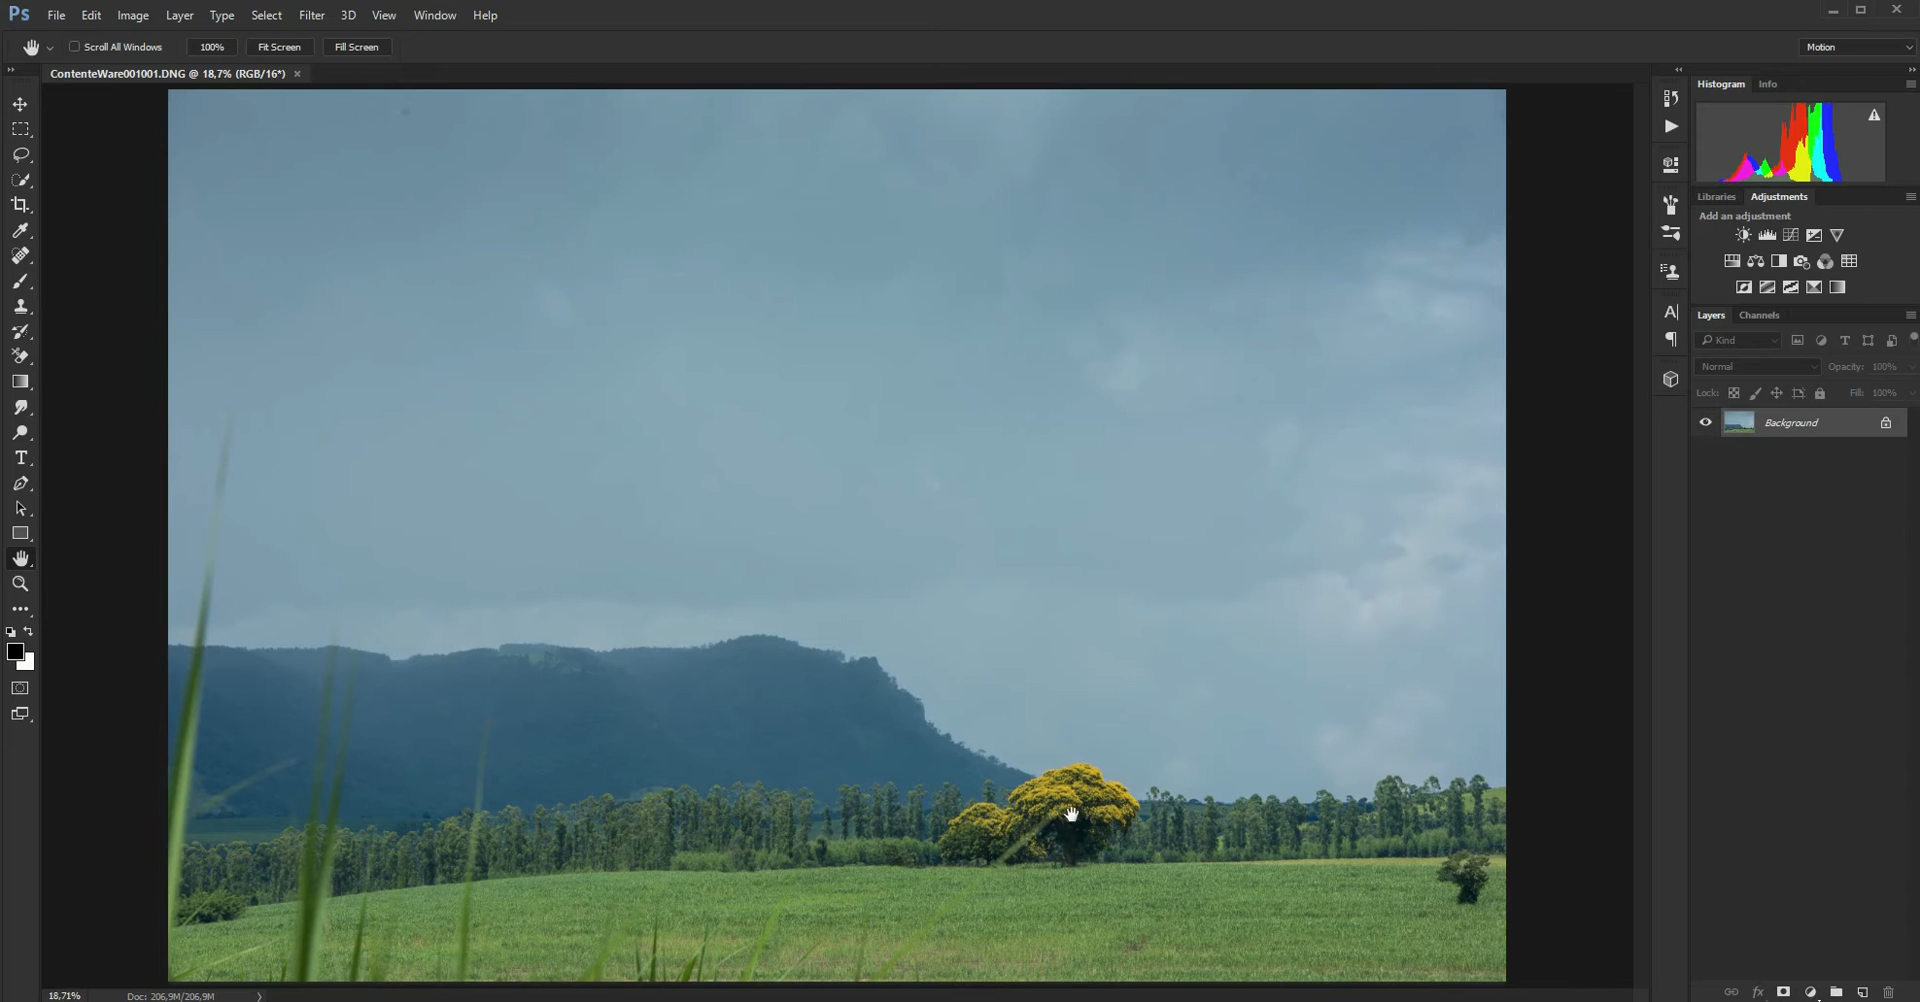 Ps File Edit Image Layer Type Select Filter 3D View Window Help
Scroll All Windows 100% Fit Screen Fill Screen Motion
ContenteWare001001.DNG @ 18,7% (RGB/16*) ×
Histogram Info
Libraries Adjustments
Add an adjustment
Layers Channels
Kind
Normal Opacity: 100%
Lock: Fill: 100%
Background
18,71% Doc: 206,9M/206,9M